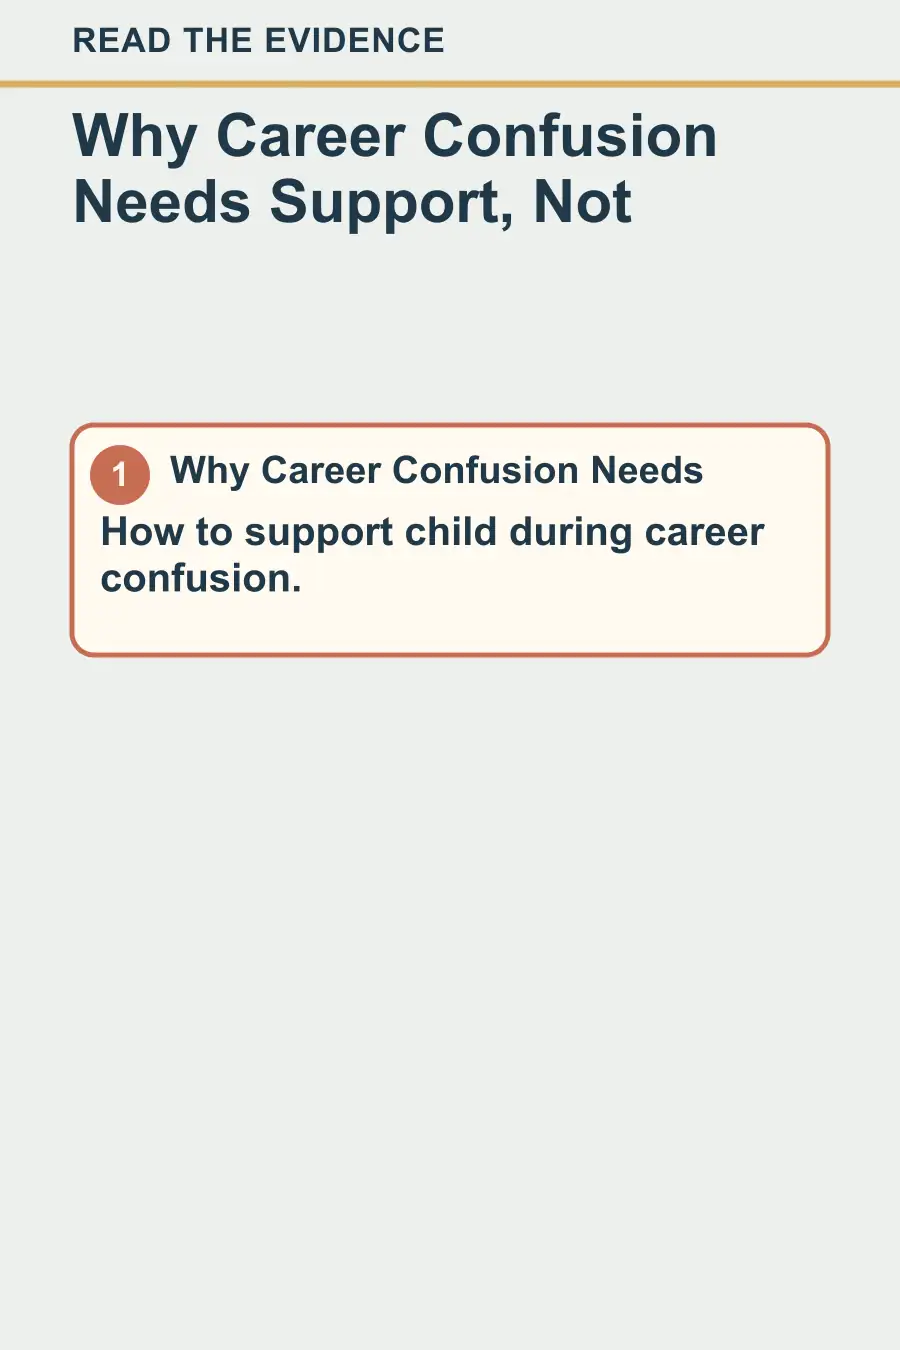 READ THE EVIDENCE
Why Career Confusion
Needs Support, Not
1 Why Career Confusion Needs
How to support child during career
confusion.